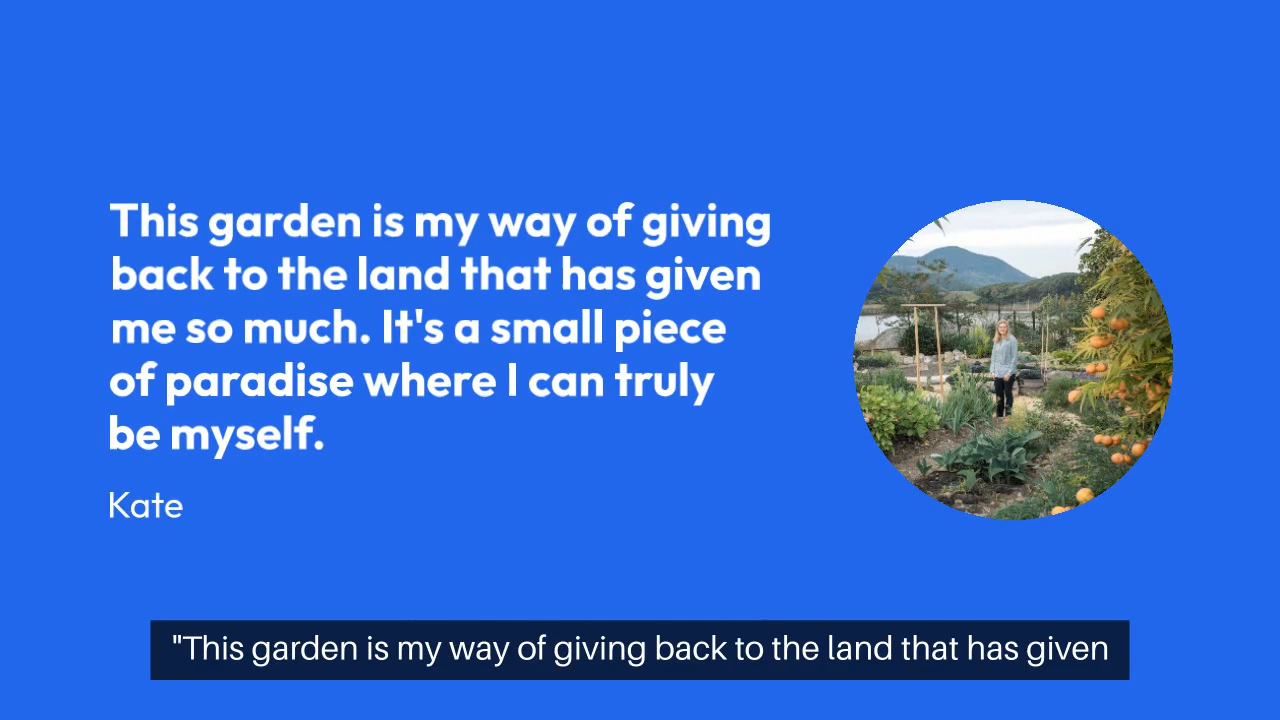 This garden is my way of giving
back to the land that has given
me so much. It's a small piece
of paradise where I can truly
be myself.
Kate
"This garden is my way of giving back to the land that has given